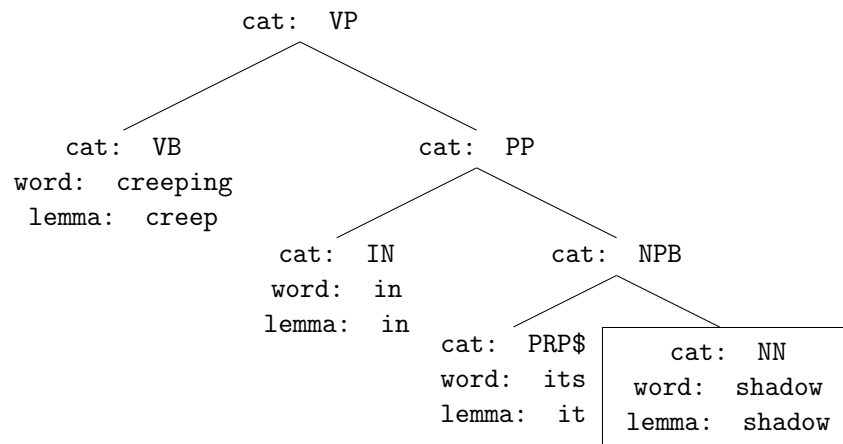 cat: VP
cat: VB
word: creeping
lemma: creep
cat: PP
cat: IN
word: in
lemma: in
cat: NPB
cat: PRP$
word: its
lemma: it
cat: NN
word: shadow
lemma: shadow